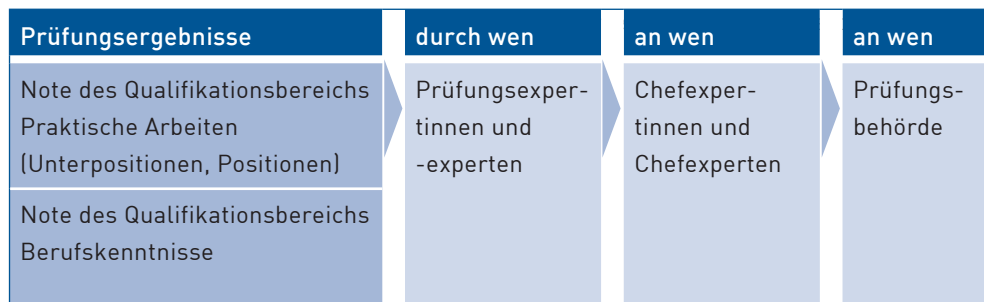 Prüfungsergebnisse
durch wen
an wen
an wen
Note des Qualifikationsbereichs
Praktische Arbeiten
(Unterpositionen, Positionen)
Prüfungsexper-
tinnen und
-experten
Chefexper-
tinnen und
Chefexperten
Prüfungs-
behörde
Note des Qualifikationsbereichs
Berufskenntnisse